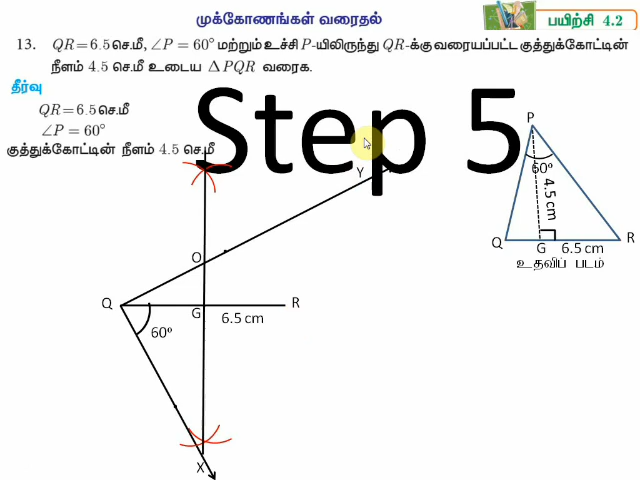 முக்கோணங்கள் வரைதல்
பயிற்சி 4.2
13. QR = 6.5 செ.மீ, ∠P = 60° மற்றும் உச்சி P-யிலிருந்து QR-க்கு வரையப்பட்ட குத்துக்கோட்டின்
நீளம் 4.5 செ.மீ உடைய ΔPQR வரைக.
தீர்வு
QR = 6.5 செ.மீ
∠P = 60°
குத்துக்கோட்டின் நீளம் 4.5 செ.மீ
Step 5
P
60°
4.5 cm
Q
G
6.5 cm
R
உதவிப் படம்
Y
O
Q
G
R
6.5 cm
60°
X